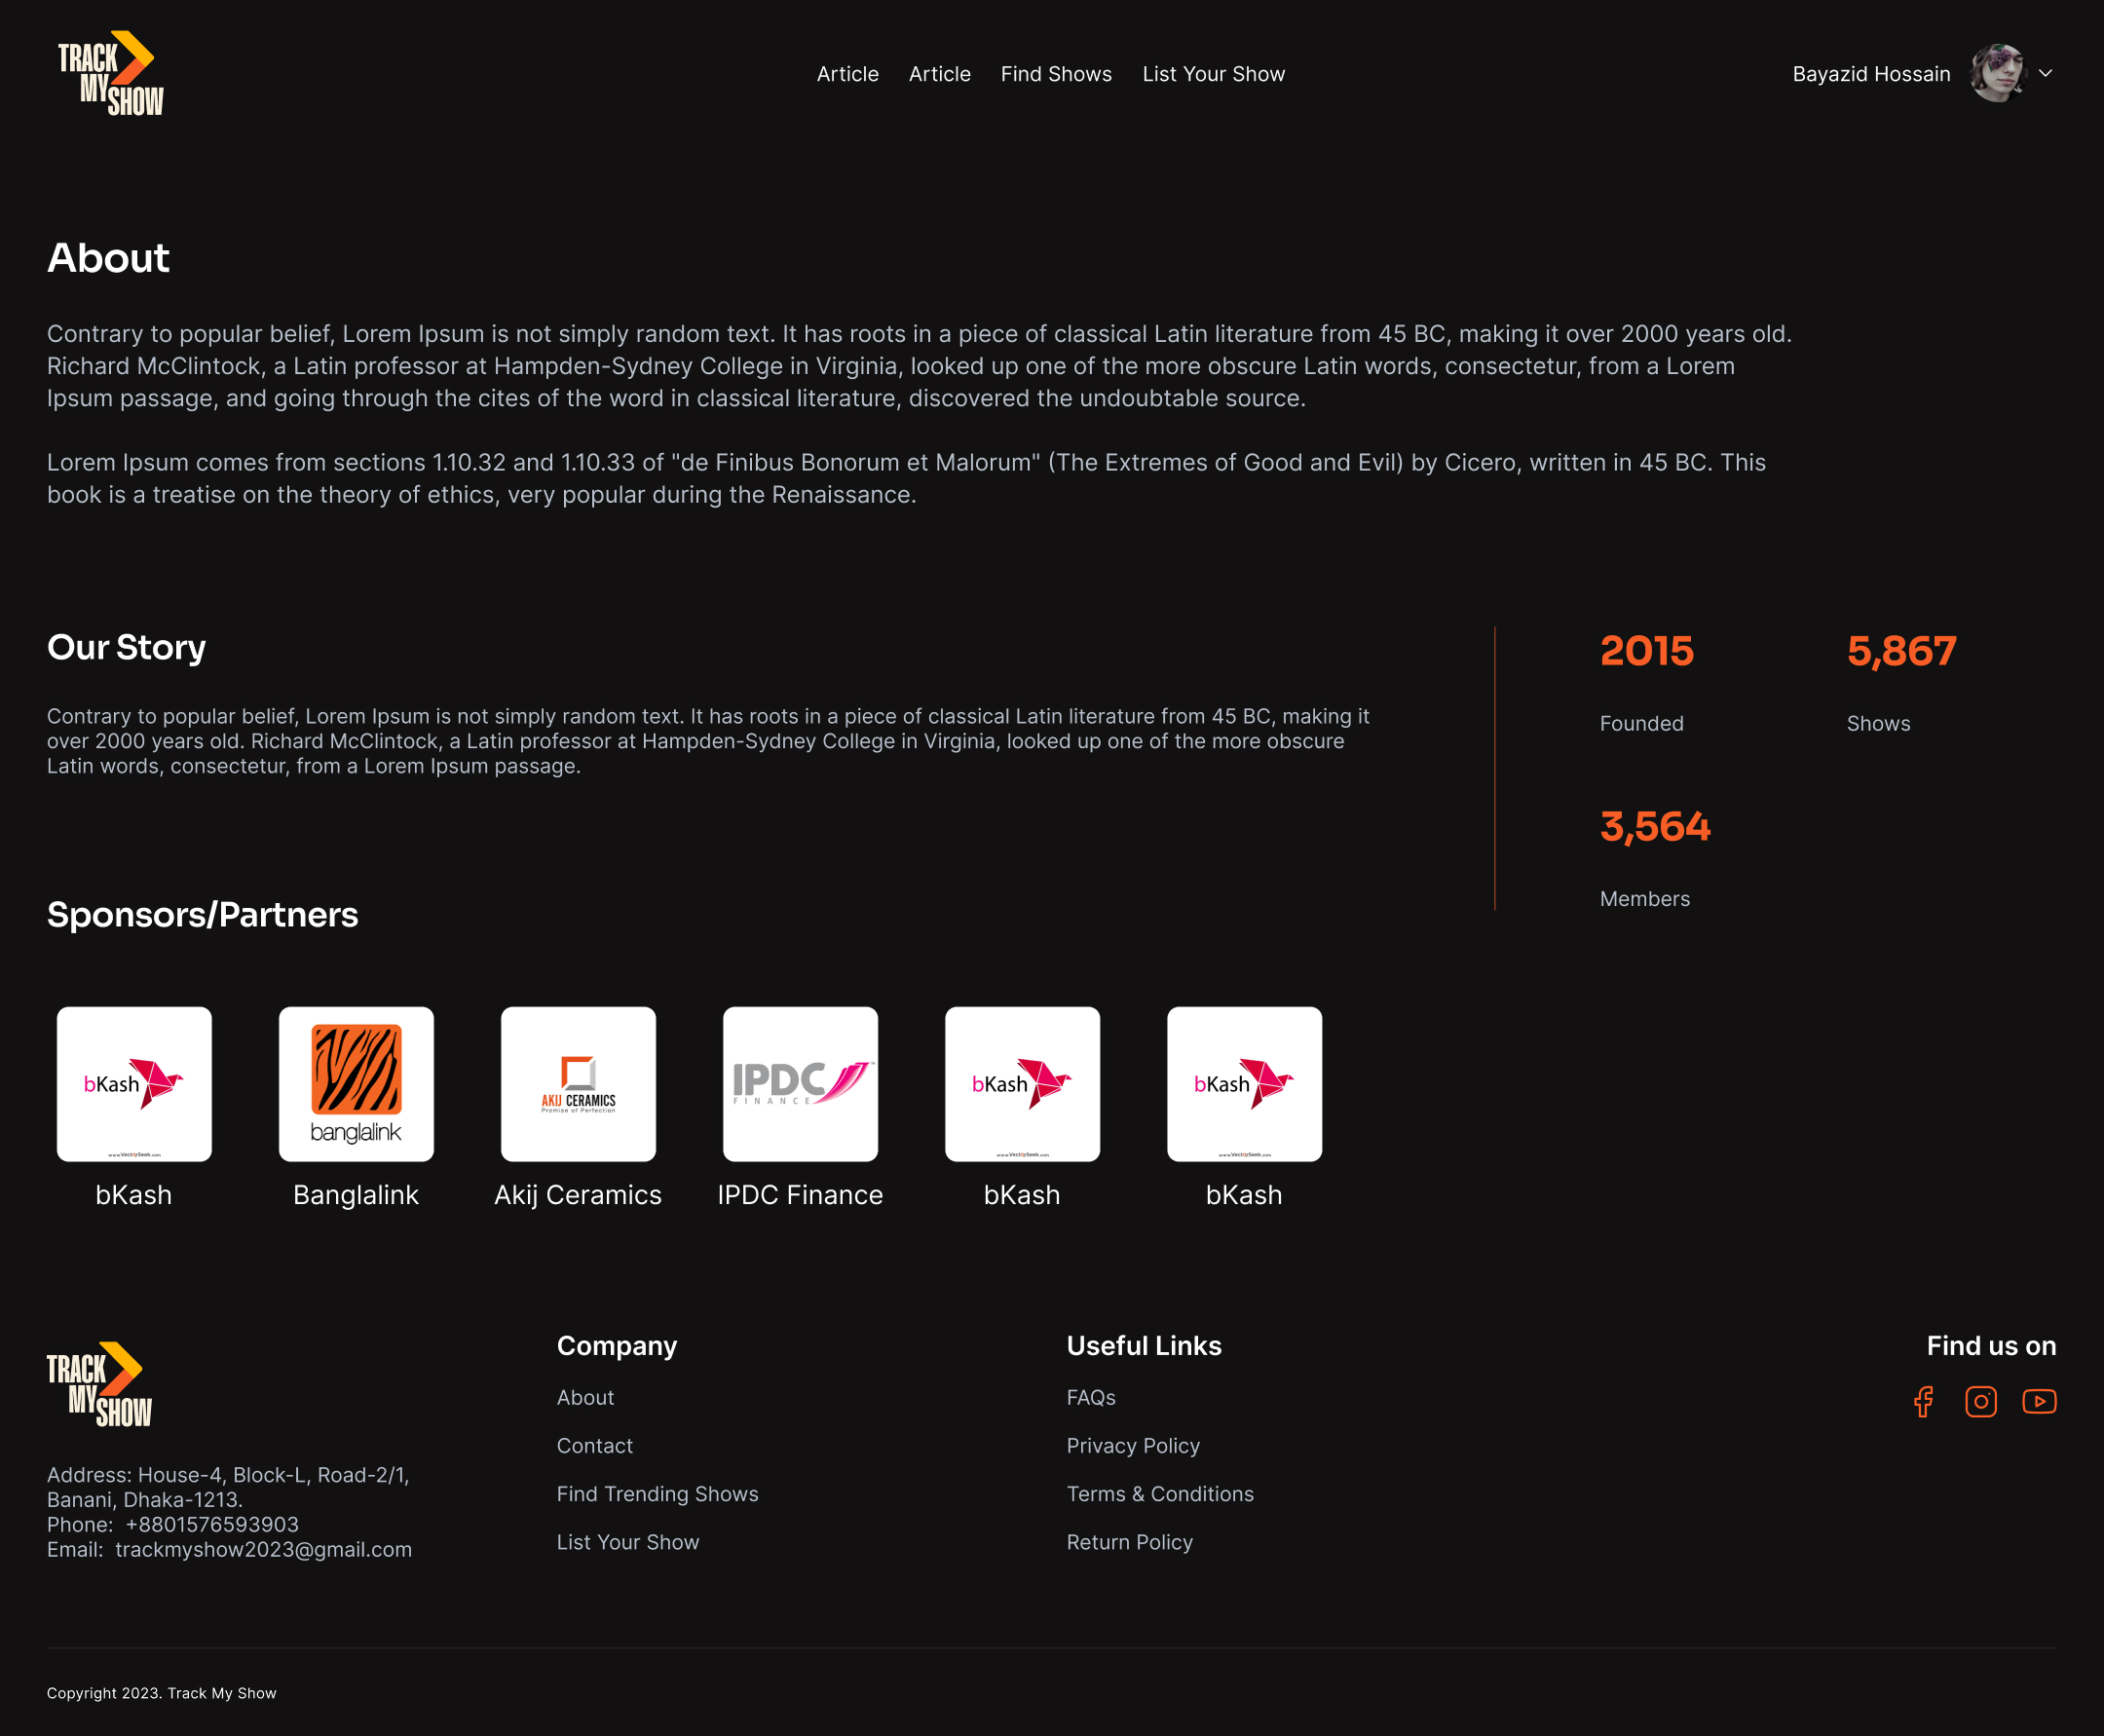 TRACK
MY
SHOW
Article Article Find Shows List Your Show
Bayazid Hossain
About
Contrary to popular belief, Lorem Ipsum is not simply random text. It has roots in a piece of classical Latin literature from 45 BC, making it over 2000 years old.
Richard McClintock, a Latin professor at Hampden-Sydney College in Virginia, looked up one of the more obscure Latin words, consectetur, from a Lorem
Ipsum passage, and going through the cites of the word in classical literature, discovered the undoubtable source.
Lorem Ipsum comes from sections 1.10.32 and 1.10.33 of "de Finibus Bonorum et Malorum" (The Extremes of Good and Evil) by Cicero, written in 45 BC. This
book is a treatise on the theory of ethics, very popular during the Renaissance.
Our Story
Contrary to popular belief, Lorem Ipsum is not simply random text. It has roots in a piece of classical Latin literature from 45 BC, making it
over 2000 years old. Richard McClintock, a Latin professor at Hampden-Sydney College in Virginia, looked up one of the more obscure
Latin words, consectetur, from a Lorem Ipsum passage.
2015
Founded
5,867
Shows
3,564
Members
Sponsors/Partners
bKash
www.VectorSeek.com
bKash
banglalink
Banglalink
AKIJ CERAMICS
Promise of Perfection
Akij Ceramics
IPDC™
FINANCE
IPDC Finance
bKash
www.VectorSeek.com
bKash
bKash
www.VectorSeek.com
bKash
TRACK
MY
SHOW
Address: House-4, Block-L, Road-2/1,
Banani, Dhaka-1213.
Phone: +8801576593903
Email: trackmyshow2023@gmail.com
Company
About
Contact
Find Trending Shows
List Your Show
Useful Links
FAQs
Privacy Policy
Terms & Conditions
Return Policy
Find us on
Copyright 2023. Track My Show